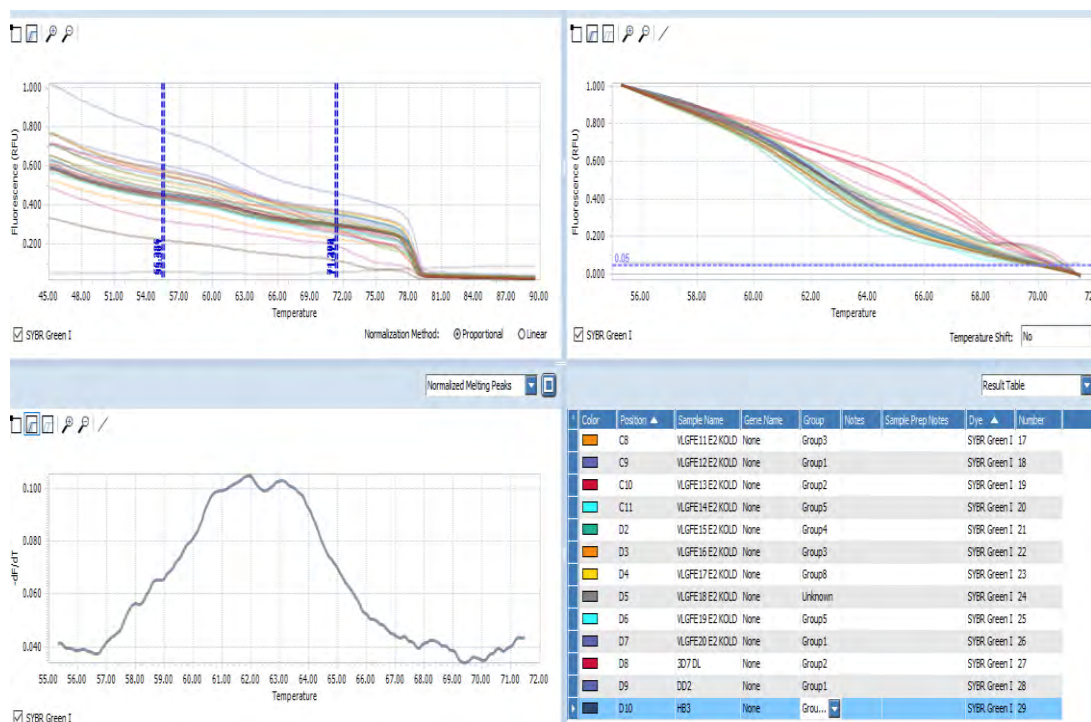 1.000
0.800
0.600
0.400
0.200
Fluorescence (RFU)
45.00 48.00 51.00 54.00 57.00 60.00 63.00 66.00 69.00 72.00 75.00 78.00 81.00 84.00 87.00 90.00
Temperature
SYBR Green I Normalization Method: Proportional Linear
1.000
0.800
0.600
0.400
0.200
0.000
0.05
Fluorescence (RFU)
56.00 58.00 60.00 62.00 64.00 66.00 68.00 70.00 72
Temperature
SYBR Green I Temperature Shift: No
Normalized Melting Peaks
0.100
0.080
0.060
0.040
-dF/dT
55.00 56.00 57.00 58.00 59.00 60.00 61.00 62.00 63.00 64.00 65.00 66.00 67.00 68.00 69.00 70.00 71.00 72.00
Temperature
SYBR Green I
Result Table
Color Position Sample Name Gene Name Group Notes Sample Prep Notes Dye Number
C8 VLGFE11 E2 KOLD None Group3 SYBR Green I 17
C9 VLGFE12 E2 KOLD None Group1 SYBR Green I 18
C10 VLGFE13 E2 KOLD None Group2 SYBR Green I 19
C11 VLGFE14 E2 KOLD None Group5 SYBR Green I 20
D2 VLGFE15 E2 KOLD None Group4 SYBR Green I 21
D3 VLGFE16 E2 KOLD None Group3 SYBR Green I 22
D4 VLGFE17 E2 KOLD None Group8 SYBR Green I 23
D5 VLGFE18 E2 KOLD None Unknown SYBR Green I 24
D6 VLGFE19 E2 KOLD None Group5 SYBR Green I 25
D7 VLGFE20 E2 KOLD None Group1 SYBR Green I 26
D8 3D7 DL None Group2 SYBR Green I 27
D9 DD2 None Group1 SYBR Green I 28
D10 HB3 None Grou... SYBR Green I 29